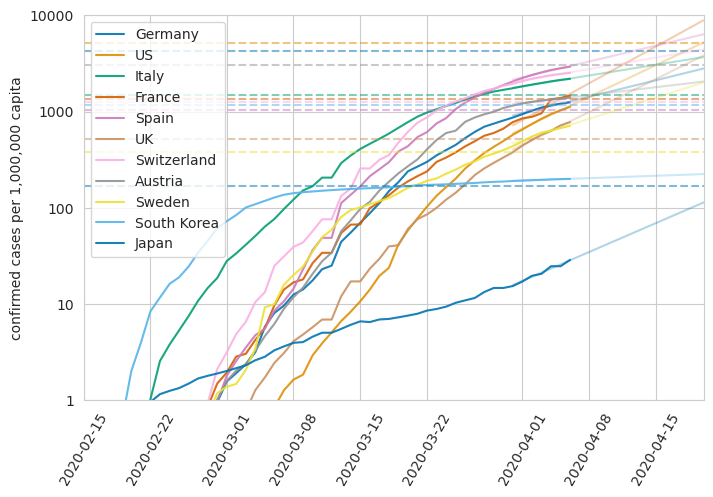 10000
1000
100
10
1
confirmed cases per 1,000,000 capita
Germany
US
Italy
France
Spain
UK
Switzerland
Austria
Sweden
South Korea
Japan
2020-02-15
2020-02-22
2020-03-01
2020-03-08
2020-03-15
2020-03-22
2020-04-01
2020-04-08
2020-04-15